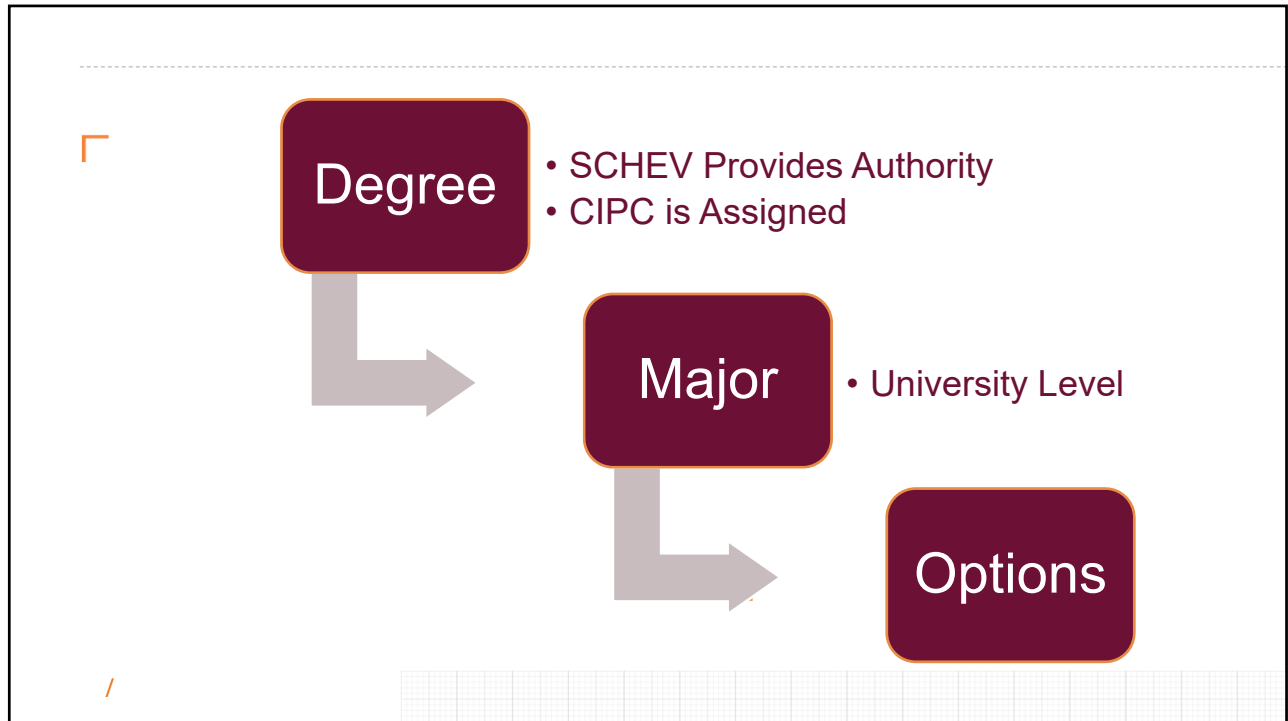 Degree
• SCHEV Provides Authority
• CIPC is Assigned
Major
• University Level
Options
/